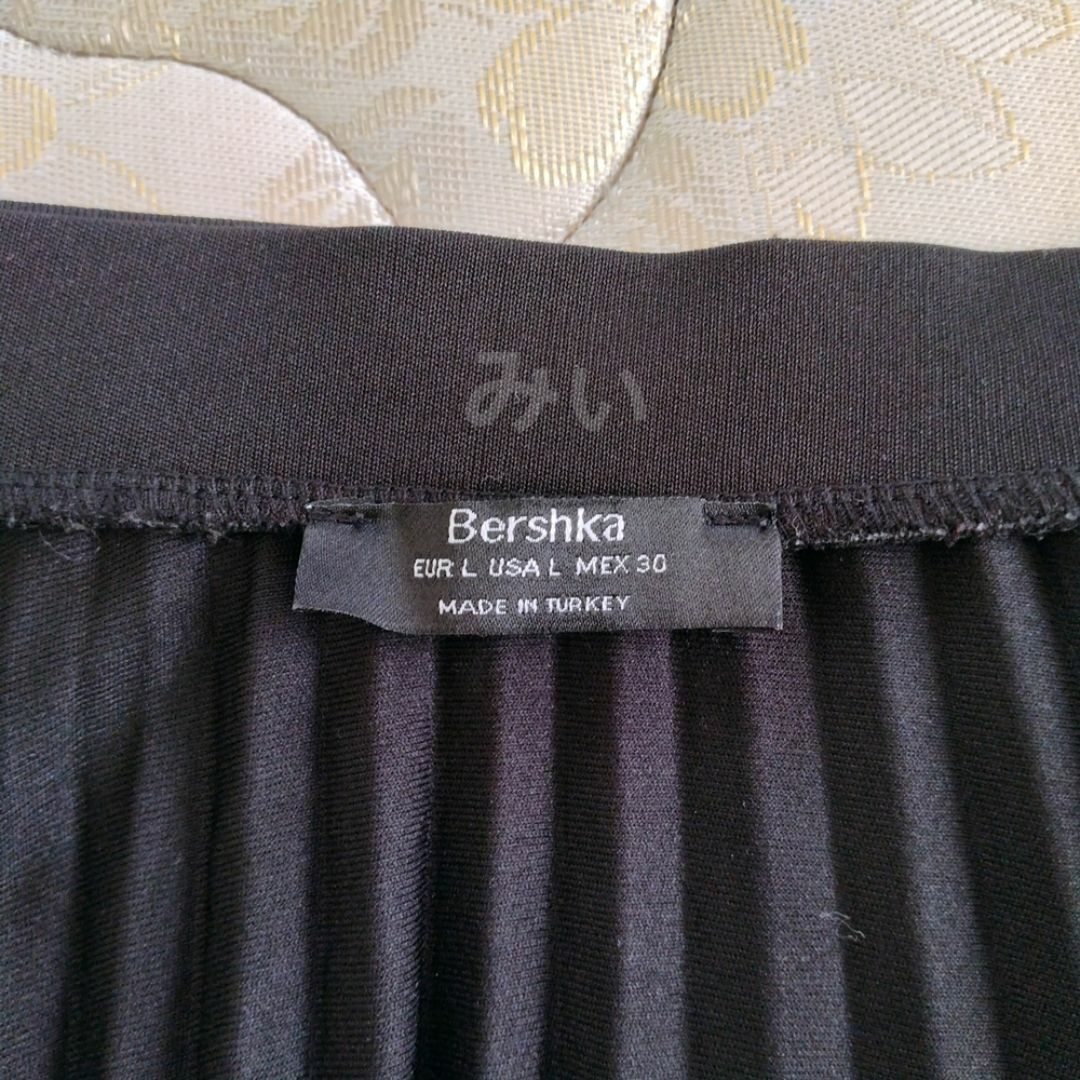 みい
Bershka
EUR L USA L MEX 30
MADE IN TURKEY